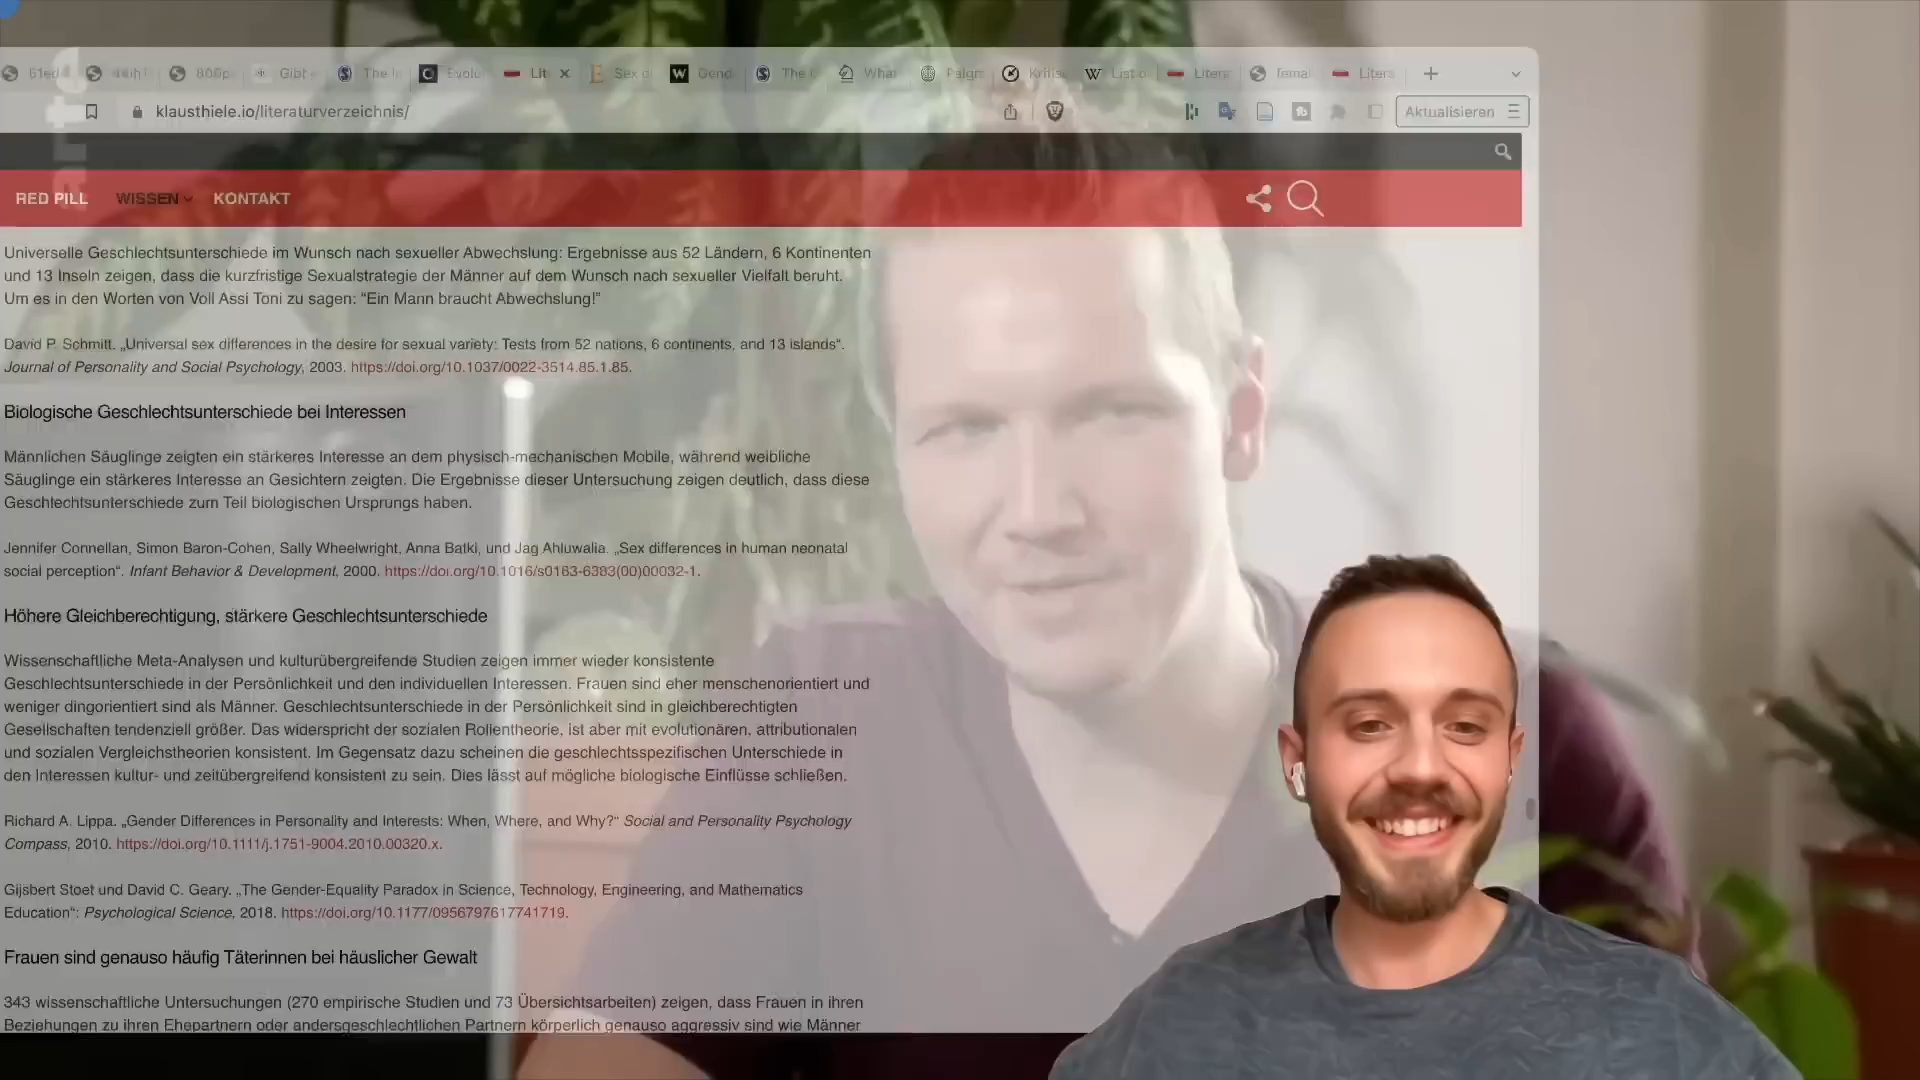 arte
Lit
Sex d
Gend
The
What
Kritis
List o
Litera
klausthiele.io/literaturverzeichnis/
Aktualisieren
RED PILL WISSEN KONTAKT
Universelle Geschlechtsunterschiede im Wunsch nach sexueller Abwechslung: Ergebnisse aus 52 Ländern, 6 Kontinenten
und 13 Inseln zeigen, dass die kurzfristige Sexualstrategie der Männer auf dem Wunsch nach sexueller Vielfalt beruht.
Um es in den Worten von Voll Assi Toni zu sagen: “Ein Mann braucht Abwechslung!”
David P. Schmitt. „Universal sex differences in the desire for sexual variety: Tests from 52 nations, 6 continents, and 13 islands“.
Journal of Personality and Social Psychology, 2003. https://doi.org/10.1037/0022-3514.85.1.85.
Biologische Geschlechtsunterschiede bei Interessen
Männlichen Säuglinge zeigten ein stärkeres Interesse an dem physisch-mechanischen Mobile, während weibliche
Säuglinge ein stärkeres Interesse an Gesichtern zeigten. Die Ergebnisse dieser Untersuchung zeigen deutlich, dass diese
Geschlechtsunterschiede zum Teil biologischen Ursprungs haben.
Jennifer Connellan, Simon Baron-Cohen, Sally Wheelwright, Anna Batki, und Jag Ahluwalia. „Sex differences in human neonatal
social perception“. Infant Behavior & Development, 2000. https://doi.org/10.1016/s0163-6383(00)00032-1.
Höhere Gleichberechtigung, stärkere Geschlechtsunterschiede
Wissenschaftliche Meta-Analysen und kulturübergreifende Studien zeigen immer wieder konsistente
Geschlechtsunterschiede in der Persönlichkeit und den individuellen Interessen. Frauen sind eher menschenorientiert und
weniger dingorientiert sind als Männer. Geschlechtsunterschiede in der Persönlichkeit sind in gleichberechtigten
Gesellschaften tendenziell größer. Das widerspricht der sozialen Rollentheorie, ist aber mit evolutionären, attributionalen
und sozialen Vergleichstheorien konsistent. Im Gegensatz dazu scheinen die geschlechtsspezifischen Unterschiede in
den Interessen kultur- und zeitübergreifend konsistent zu sein. Dies lässt auf mögliche biologische Einflüsse schließen.
Richard A. Lippa. „Gender Differences in Personality and Interests: When, Where, and Why?“ Social and Personality Psychology
Compass, 2010. https://doi.org/10.1111/j.1751-9004.2010.00320.x.
Gijsbert Stoet und David C. Geary. „The Gender-Equality Paradox in Science, Technology, Engineering, and Mathematics
Education“: Psychological Science, 2018. https://doi.org/10.1177/0956797617741719.
Frauen sind genauso häufig Täterinnen bei häuslicher Gewalt
343 wissenschaftliche Untersuchungen (270 empirische Studien und 73 Übersichtsarbeiten) zeigen, dass Frauen in ihren
Beziehungen zu ihren Ehepartnern oder andersgeschlechtlichen Partnern körperlich genauso aggressiv sind wie Männer